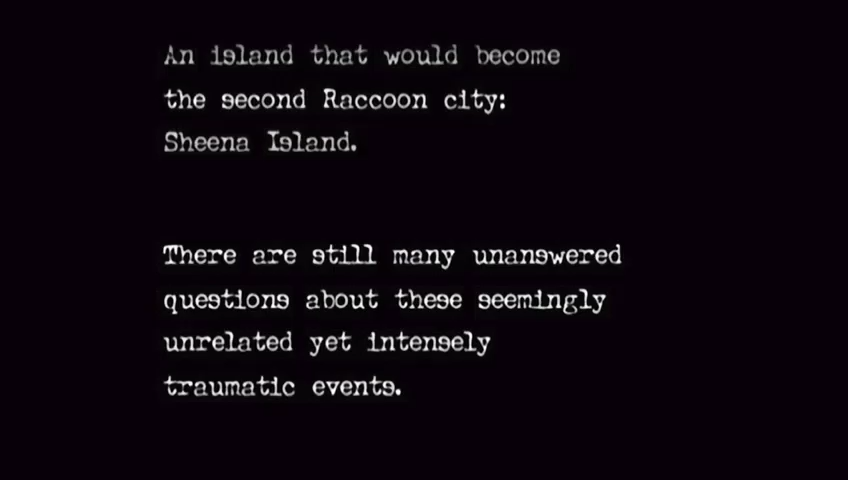 An island that would become
the second Raccoon city:
Sheena Island.
There are still many unanswered
questions about these seemingly
unrelated yet intensely
traumatic events.